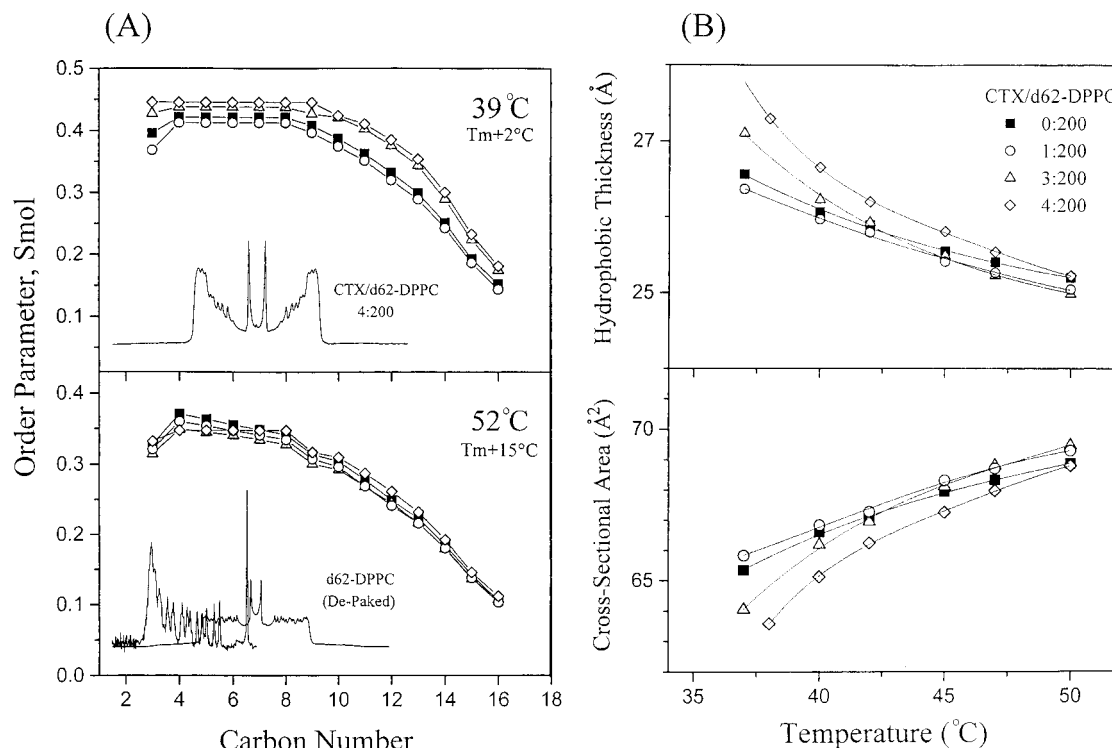 (A)
(B)
Order Parameter, Smol
0.5
0.4
0.3
0.2
0.1
39°C
Tm+2°C
CTX/d62-DPPC
4:200
0.4
0.3
0.2
0.1
0.0
52°C
Tm+15°C
d62-DPPC
(De-Paked)
2 4 6 8 10 12 14 16 18
Carbon Number
Hydrophobic Thickness (Å)
27
25
CTX/d62-DPPC
0:200
1:200
3:200
4:200
Cross-Sectional Area (Å²)
70
65
35 40 45 50
Temperature (°C)